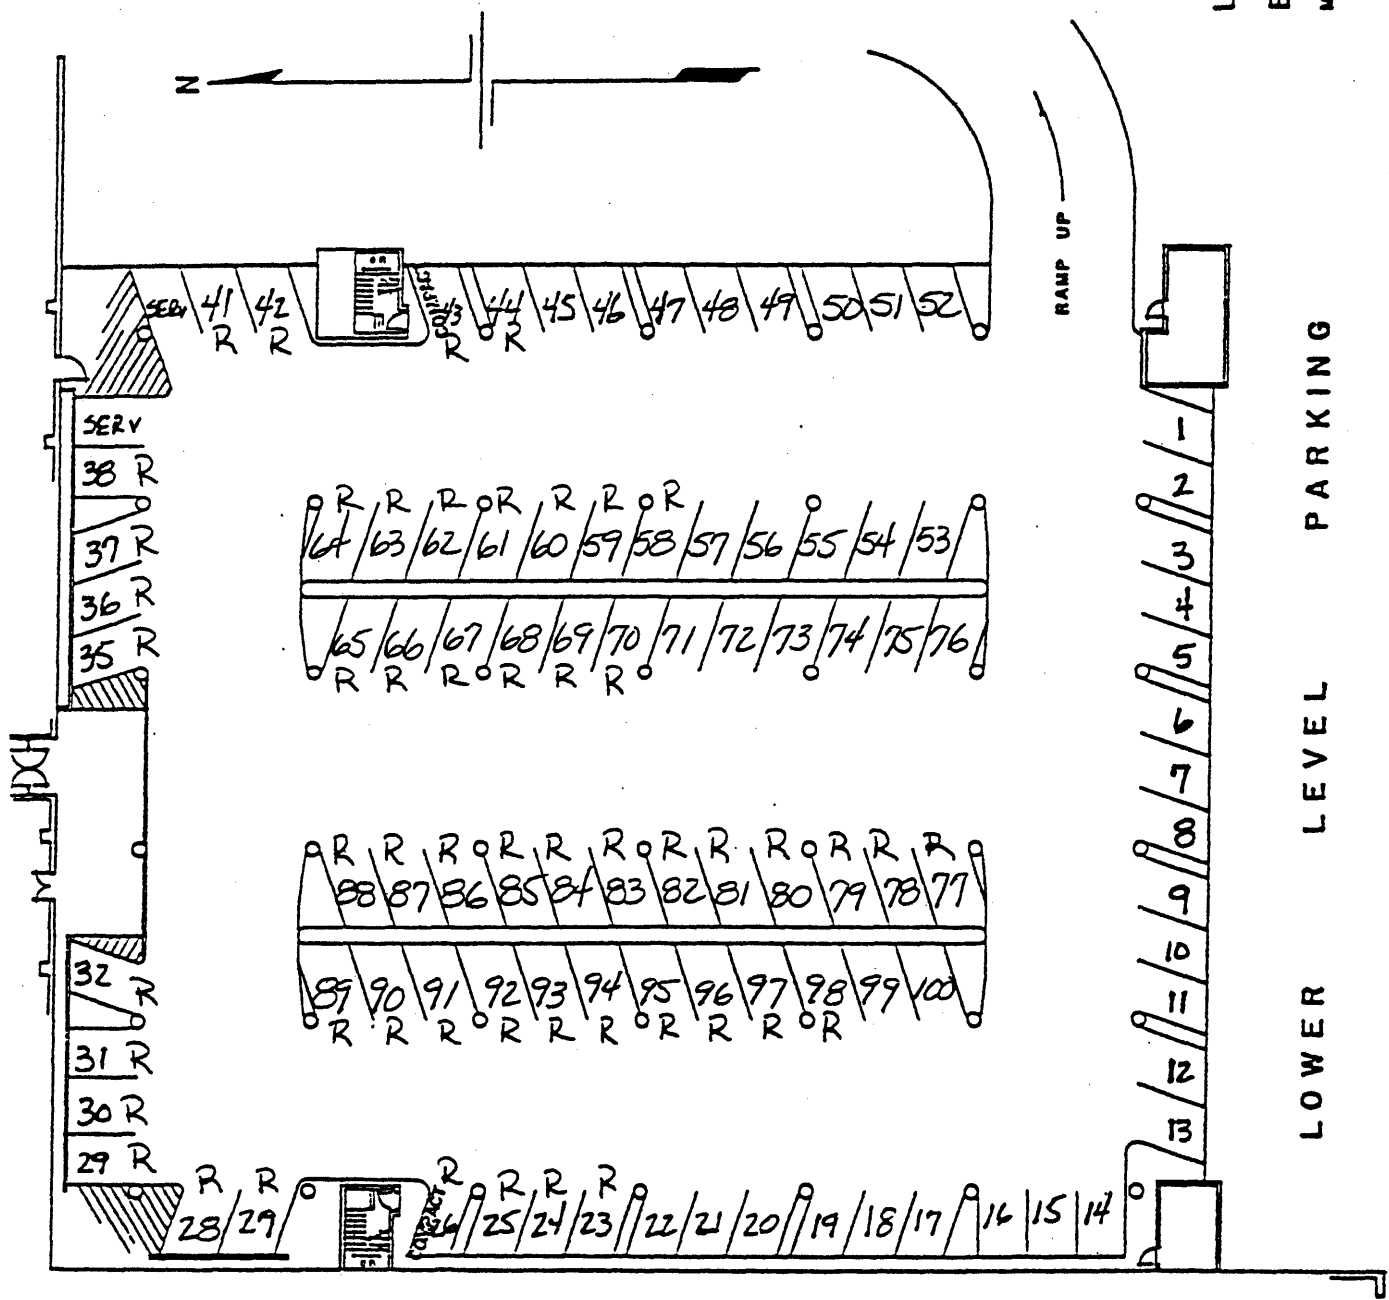 N
L
E
M
RAMP UP
SERV 41 42 COMPACT 43 44 45 46 47 48 49 50 51 52
R R R R
SERV
38 R
37 R
36 R
35 R
R R R R R R R
64 63 62 61 60 59 58 57 56 55 54 53
65 66 67 68 69 70 71 72 73 74 75 76
R R R R R R
R R R R R R R R R R R R
88 87 86 85 84 83 82 81 80 79 78 77
89 90 91 92 93 94 95 96 97 98 99 100
R R R R R R R R R R
32 R
31 R
30 R
29 R
R R R R R R
28 29 COMPACT 26 25 24 23 22 21 20 19 18 17 16 15 14
1
2
3
4
5
6
7
8
9
10
11
12
13
LOWER LEVEL PARKING